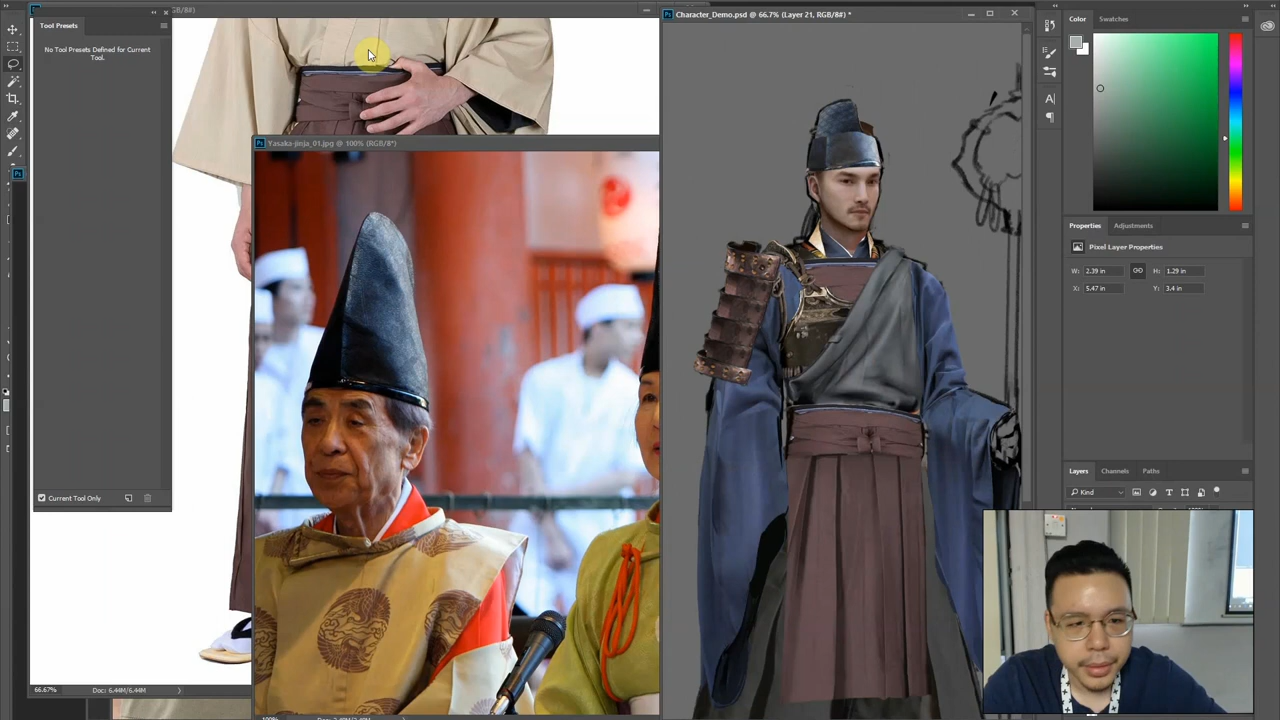 /8#)
Tool Presets
No Tool Presets Defined for Current
Tool.
Current Tool Only
66.67%
Doc: 6.44M/6.44M
Yasaka-jinja_01.jpg @ 100% (RGB/8*)
100%
Character_Demo.psd @ 66.7% (Layer 21, RGB/8#) *
Color
Swatches
Properties
Adjustments
Pixel Layer Properties
W: 2.39 in
H: 1.29 in
X: 5.47 in
Y: 3.4 in
Layers
Channels
Paths
Kind